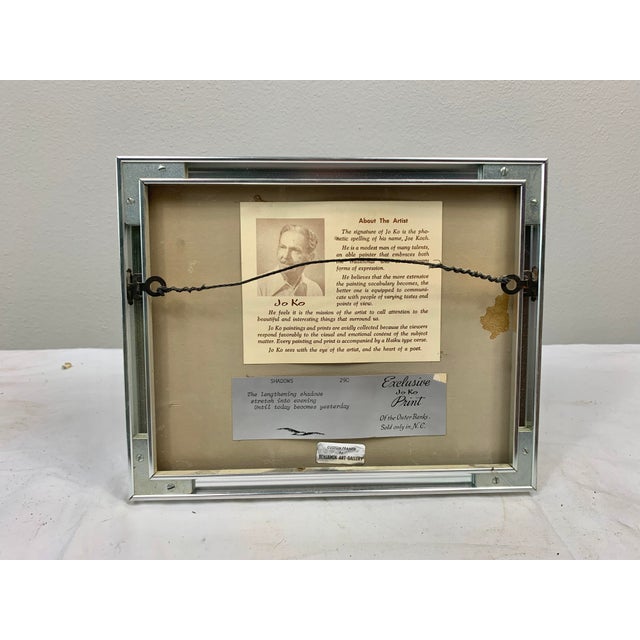 About The Artist
The signature of Jo Ko is the pho-
netic spelling of his name, Joe Koch.
He is a modest man of many talents,
an able painter that embraces both
the traditional
forms of expression.
He believes that the more extensive
the painting vocabulary becomes, the
better one is equipped to communi-
cate with people of varying tastes and
points of view.
Jo Ko
He feels it is the mission of the artist to call attention to the
beautiful and interesting things that surround us.
Jo Ko paintings and prints are avidly collected because the viewers
respond favorably to the visual and emotional content of the subject
matter. Every painting and print is accompanied by a Haiku type verse.
Jo Ko sees with the eye of the artist, and the heart of a poet.
SHADOWS 290
The lengthening shadows
stretch into evening
Until today becomes yesterday
Exclusive
Jo Ko
Print
Of the Outer Banks.
Sold only in N.C.
Custom Framed
by
BENJAMIN ART GALLERY